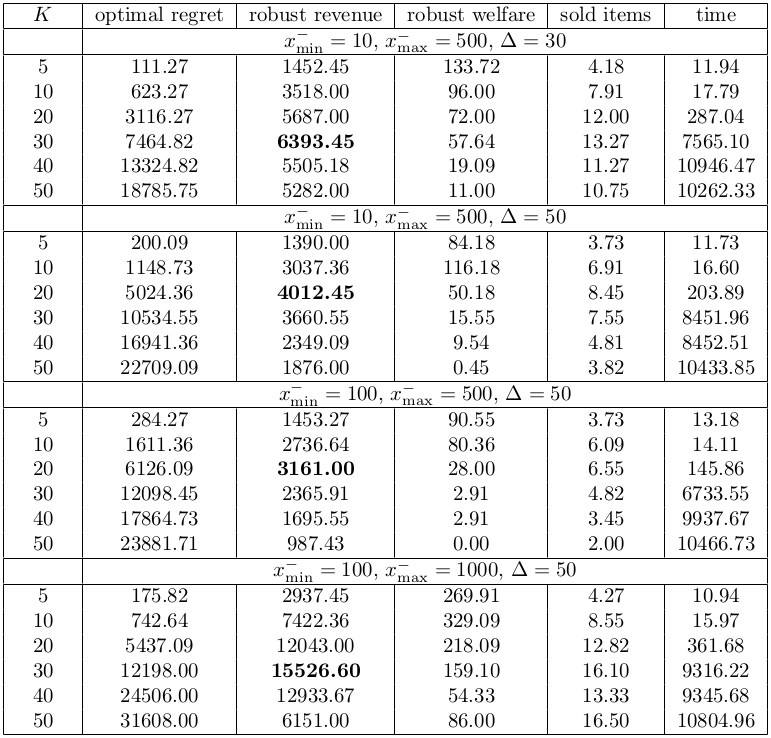 K optimal regret robust revenue robust welfare sold items time
x⁻min = 10, x⁻max = 500, Δ = 30
5 111.27 1452.45 133.72 4.18 11.94
10 623.27 3518.00 96.00 7.91 17.79
20 3116.27 5687.00 72.00 12.00 287.04
30 7464.82 6393.45 57.64 13.27 7565.10
40 13324.82 5505.18 19.09 11.27 10946.47
50 18785.75 5282.00 11.00 10.75 10262.33
x⁻min = 10, x⁻max = 500, Δ = 50
5 200.09 1390.00 84.18 3.73 11.73
10 1148.73 3037.36 116.18 6.91 16.60
20 5024.36 4012.45 50.18 8.45 203.89
30 10534.55 3660.55 15.55 7.55 8451.96
40 16941.36 2349.09 9.54 4.81 8452.51
50 22709.09 1876.00 0.45 3.82 10433.85
x⁻min = 100, x⁻max = 500, Δ = 50
5 284.27 1453.27 90.55 3.73 13.18
10 1611.36 2736.64 80.36 6.09 14.11
20 6126.09 3161.00 28.00 6.55 145.86
30 12098.45 2365.91 2.91 4.82 6733.55
40 17864.73 1695.55 2.91 3.45 9937.67
50 23881.71 987.43 0.00 2.00 10466.73
x⁻min = 100, x⁻max = 1000, Δ = 50
5 175.82 2937.45 269.91 4.27 10.94
10 742.64 7422.36 329.09 8.55 15.97
20 5437.09 12043.00 218.09 12.82 361.68
30 12198.00 15526.60 159.10 16.10 9316.22
40 24506.00 12933.67 54.33 13.33 9345.68
50 31608.00 6151.00 86.00 16.50 10804.96